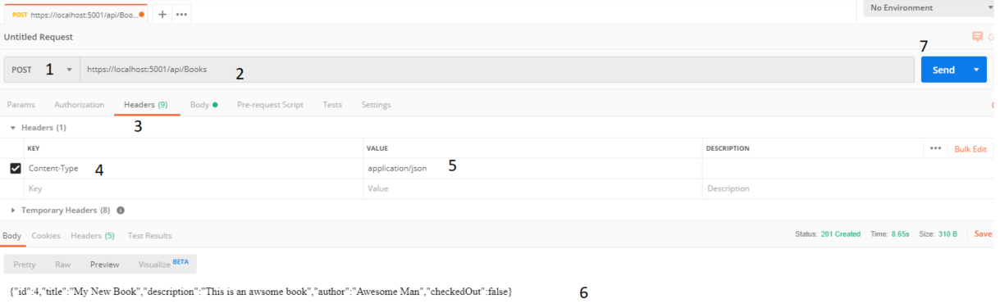 POST https://localhost:5001/api/Boo...
No Environment
Untitled Request
7
POST 1 https://localhost:5001/api/Books 2 Send
Params Authorization Headers (9) Body Pre-request Script Tests Settings
3
Headers (1)
KEY VALUE DESCRIPTION ••• Bulk Edit
Content-Type 4 application/json 5
Key Value Description
Temporary Headers (8)
Body Cookies Headers (5) Test Results Status: 201 Created Time: 8.65s Size: 310 B Save
Pretty Raw Preview Visualize BETA
{"id":4,"title":"My New Book","description":"This is an awsome book","author":"Awesome Man","checkedOut":false} 6